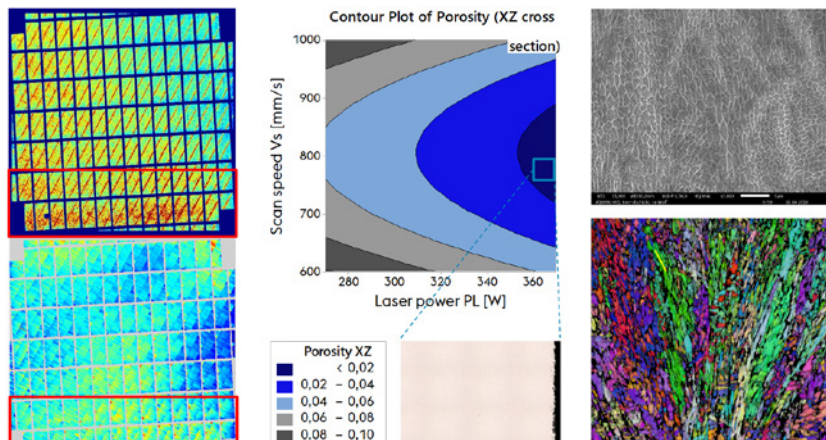 Contour Plot of Porosity (XZ cross
section)
1000
900
800
700
600
Scan speed Vs [mm/s]
280 300 320 340 360
Laser power PL [W]
Porosity XZ
< 0,02
0,02 – 0,04
0,04 – 0,06
0,06 – 0,08
0,08 – 0,10